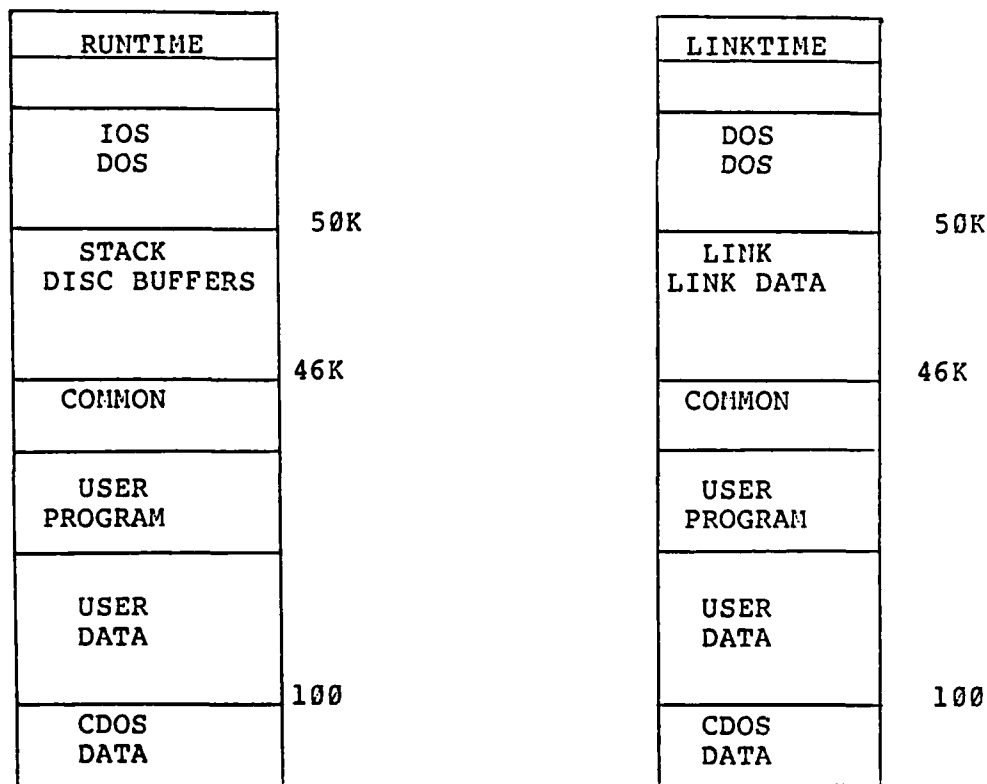 RUNTIME
IOS
DOS
50K
STACK
DISC BUFFERS
46K
COMMON
USER
PROGRAM
USER
DATA
100
CDOS
DATA
LINKTIME
DOS
DOS
50K
LINK
LINK DATA
46K
COMMON
USER
PROGRAM
USER
DATA
100
CDOS
DATA